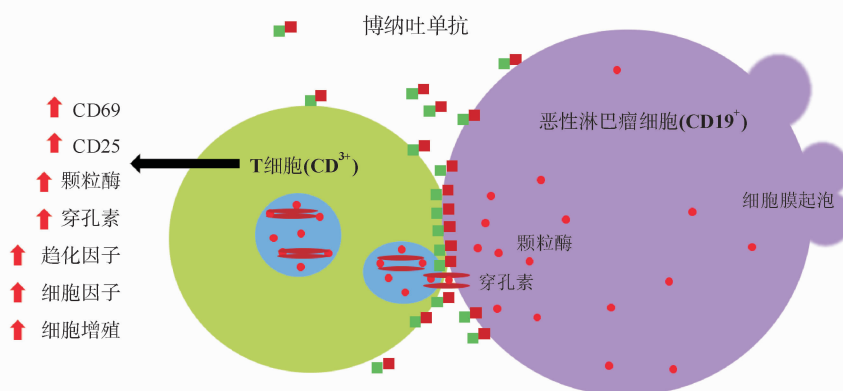 博纳吐单抗
CD69
CD25
颗粒酶
穿孔素
趋化因子
细胞因子
细胞增殖
T细胞(CD³⁺)
恶性淋巴瘤细胞(CD19⁺)
细胞膜起泡
颗粒酶
穿孔素